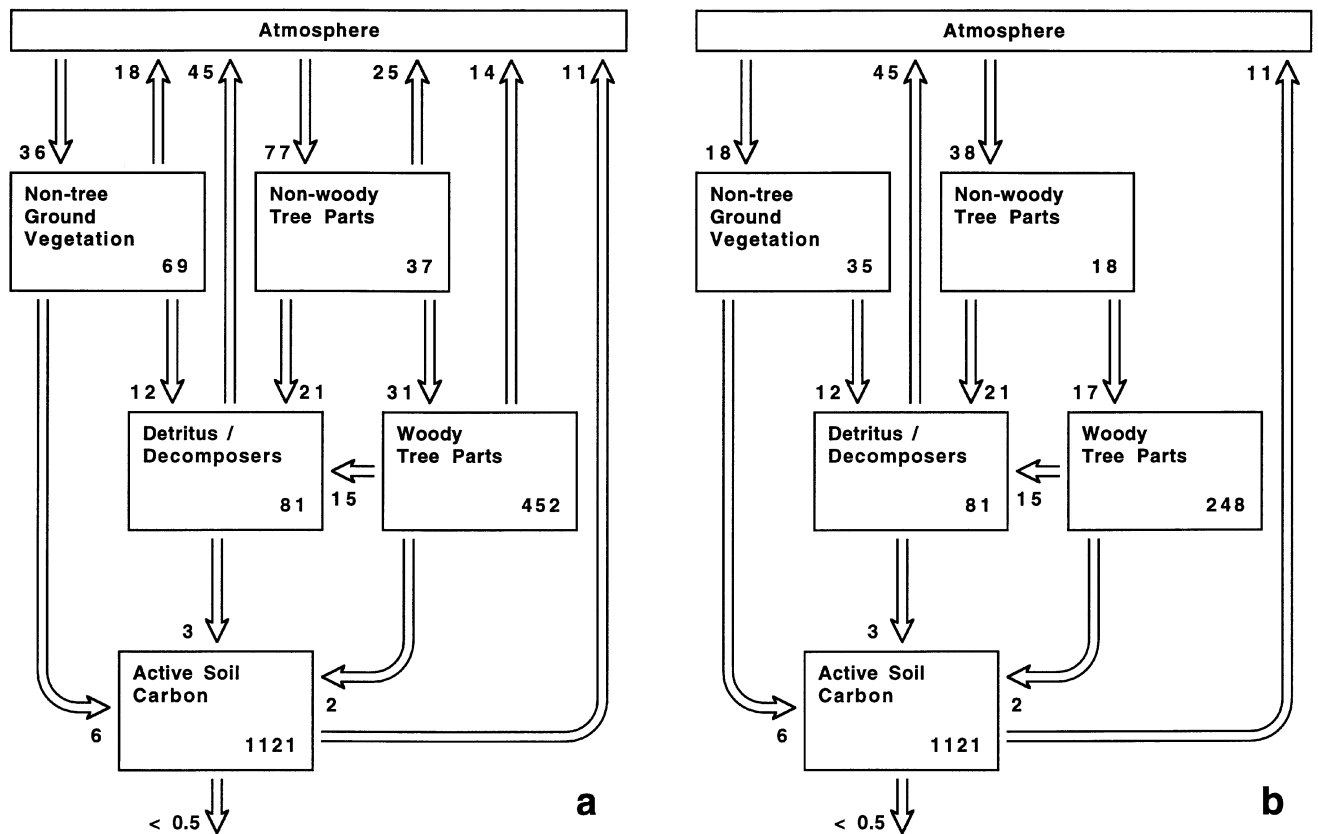 Atmosphere
18
45
25
14
11
36
77
Non-tree
Ground
Vegetation
69
Non-woody
Tree Parts
37
12
21
31
Detritus /
Decomposers
81
Woody
Tree Parts
452
15
3
2
Active Soil
Carbon
1121
6
< 0.5
a
Atmosphere
45
11
18
38
Non-tree
Ground
Vegetation
35
Non-woody
Tree Parts
18
12
21
17
Detritus /
Decomposers
81
Woody
Tree Parts
248
15
3
2
Active Soil
Carbon
1121
6
< 0.5
b